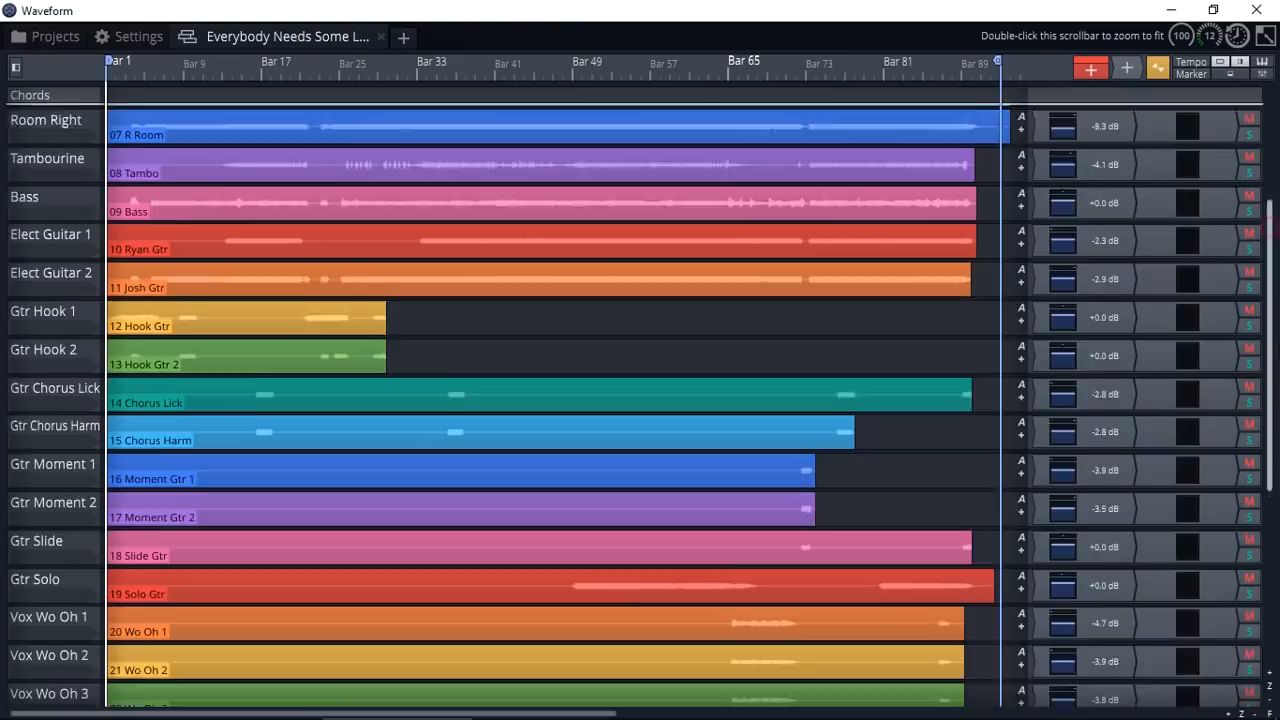 Waveform
Projects Settings Everybody Needs Some L... × +
Double-click this scrollbar to zoom to fit 100 12
Bar 1 Bar 9 Bar 17 Bar 25 Bar 33 Bar 41 Bar 49 Bar 57 Bar 65 Bar 73 Bar 81 Bar 89
Tempo
Marker
Chords
Room Right 07 R Room A + -8.3 dB M S
Tambourine 08 Tambo A + -4.1 dB M S
Bass 09 Bass A + +0.0 dB M S
Elect Guitar 1 10 Ryan Gtr A + -2.3 dB M S
Elect Guitar 2 11 Josh Gtr A + -2.9 dB M S
Gtr Hook 1 12 Hook Gtr A + +0.0 dB M S
Gtr Hook 2 13 Hook Gtr 2 A + +0.0 dB M S
Gtr Chorus Lick 14 Chorus Lick A + -2.8 dB M S
Gtr Chorus Harm 15 Chorus Harm A + -2.8 dB M S
Gtr Moment 1 16 Moment Gtr 1 A + -3.9 dB M S
Gtr Moment 2 17 Moment Gtr 2 A + -3.5 dB M S
Gtr Slide 18 Slide Gtr A + +0.0 dB M S
Gtr Solo 19 Solo Gtr A + +0.0 dB M S
Vox Wo Oh 1 20 Wo Oh 1 A + -4.7 dB M S
Vox Wo Oh 2 21 Wo Oh 2 A + -3.9 dB M S
Vox Wo Oh 3 A + -3.8 dB M S
+ Z - F